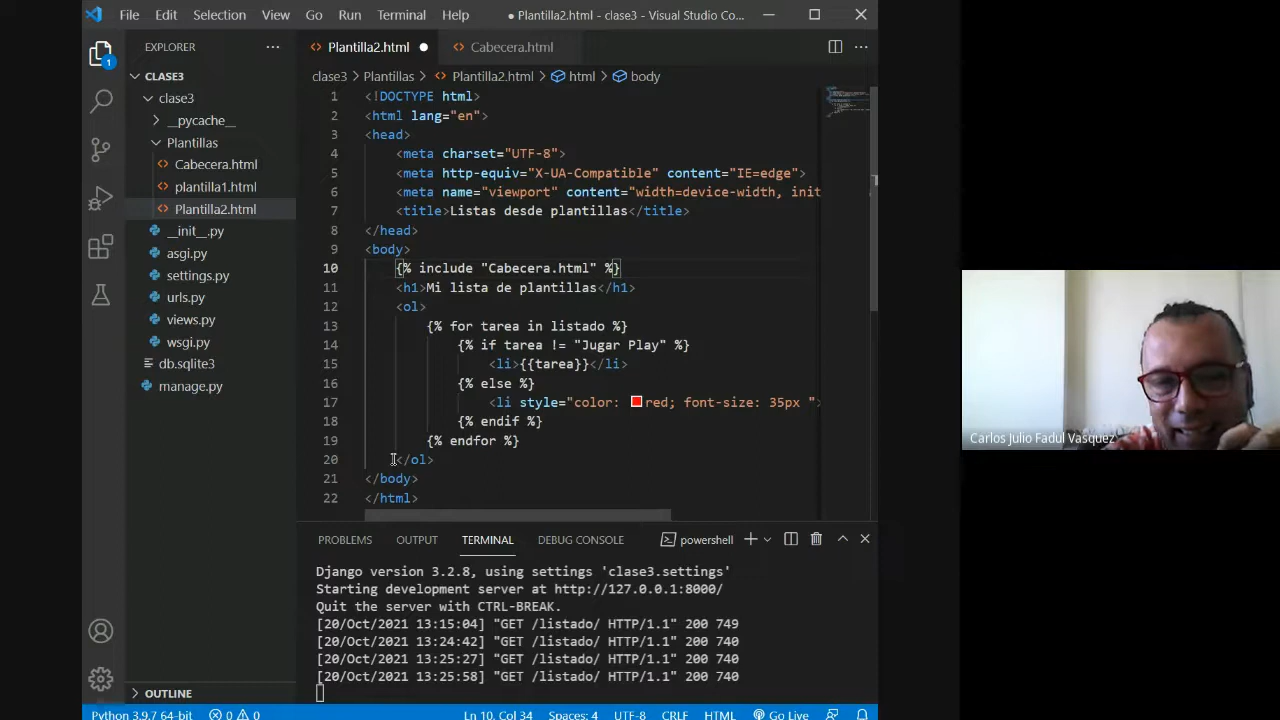 File Edit Selection View Go Run Terminal Help ● Plantilla2.html - clase3 - Visual Studio Co...
EXPLORER ...
Plantilla2.html ●
Cabecera.html
1
CLASE3
clase3 > Plantillas > Plantilla2.html > html > body
clase3
__pycache__
Plantillas
Cabecera.html
plantilla1.html
Plantilla2.html
__init__.py
asgi.py
settings.py
urls.py
views.py
wsgi.py
db.sqlite3
manage.py
OUTLINE
1 <!DOCTYPE html>
2 <html lang="en">
3 <head>
4 <meta charset="UTF-8">
5 <meta http-equiv="X-UA-Compatible" content="IE=edge">
6 <meta name="viewport" content="width=device-width, init
7 <title>Listas desde plantillas</title>
8 </head>
9 <body>
10 {% include "Cabecera.html" %}
11 <h1>Mi lista de plantillas</h1>
12 <ol>
13 {% for tarea in listado %}
14 {% if tarea != "Jugar Play" %}
15 <li>{{tarea}}</li>
16 {% else %}
17 <li style="color: red; font-size: 35px ">
18 {% endif %}
19 {% endfor %}
20 </ol>
21 </body>
22 </html>
PROBLEMS OUTPUT TERMINAL DEBUG CONSOLE powershell
Django version 3.2.8, using settings 'clase3.settings'
Starting development server at http://127.0.0.1:8000/
Quit the server with CTRL-BREAK.
[20/Oct/2021 13:15:04] "GET /listado/ HTTP/1.1" 200 749
[20/Oct/2021 13:24:42] "GET /listado/ HTTP/1.1" 200 740
[20/Oct/2021 13:25:27] "GET /listado/ HTTP/1.1" 200 740
[20/Oct/2021 13:25:58] "GET /listado/ HTTP/1.1" 200 740
Python 3.9.7 64-bit 0 0 Ln 10, Col 34 Spaces: 4 UTF-8 CRLF HTML Go Live
Carlos Julio Fadul Vasquez